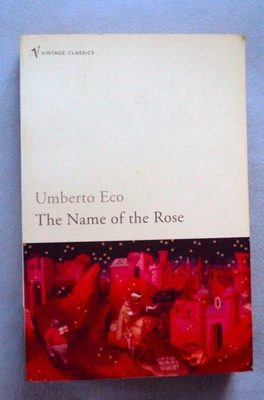 V VINTAGE CLASSICS
Umberto Eco
The Name of the Rose